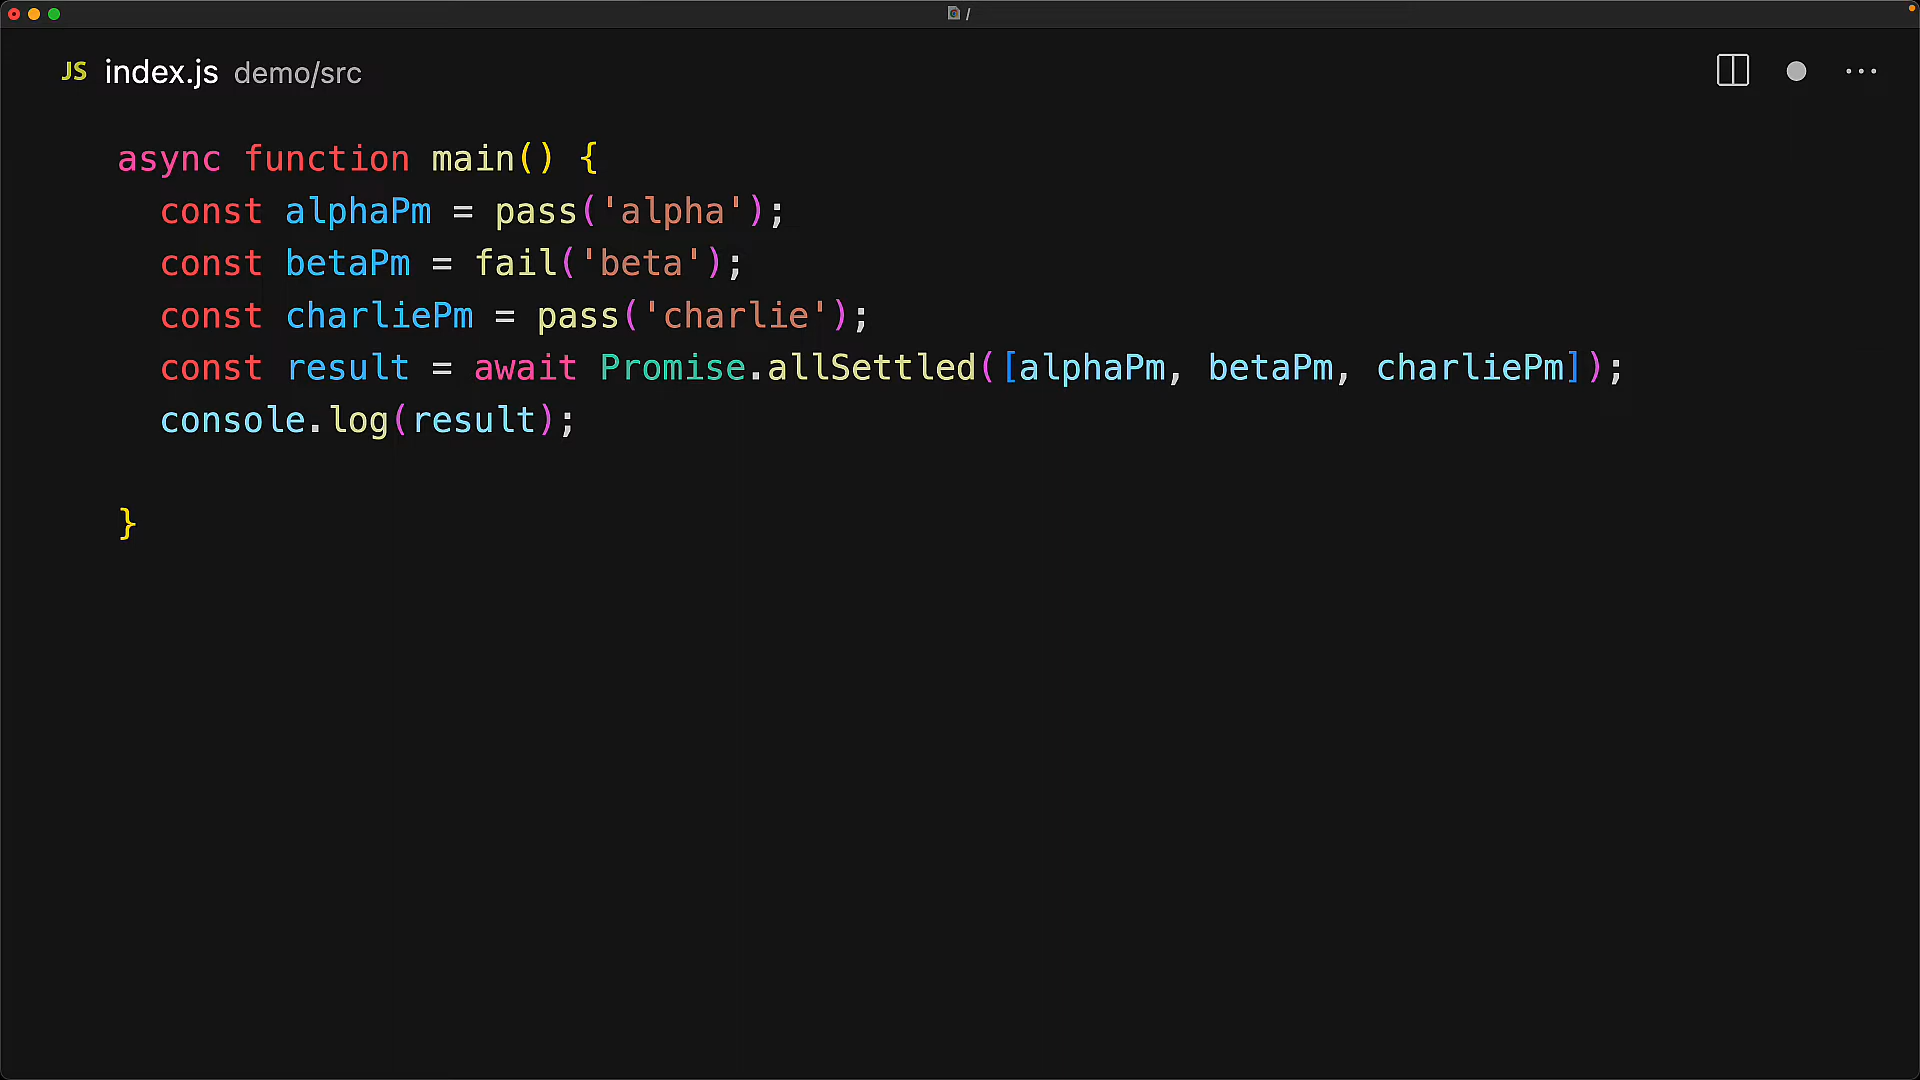 /
JS index.js demo/src
async function main() {
  const alphaPm = pass('alpha');
  const betaPm = fail('beta');
  const charliePm = pass('charlie');
  const result = await Promise.allSettled([alphaPm, betaPm, charliePm]);
  console.log(result);
}